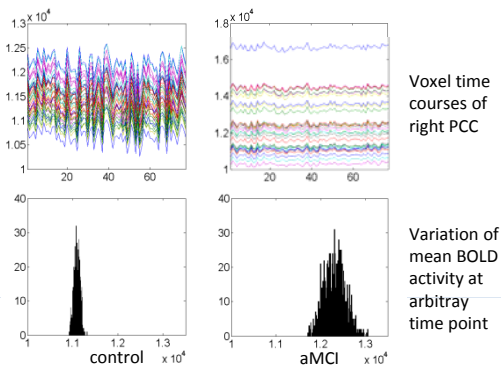 x 10⁴
1.3
1.25
1.2
1.15
1.1
1.05
1
20 40 60
x 10⁴
1.8
1.6
1.4
1.2
1
20 40 60
Voxel time
courses of
right PCC
40
30
20
10
0
1 1.1 1.2 1.3
x 10⁴
control
40
30
20
10
0
1 1.1 1.2 1.3
x 10⁴
aMCI
Variation of
mean BOLD
activity at
arbitray
time point